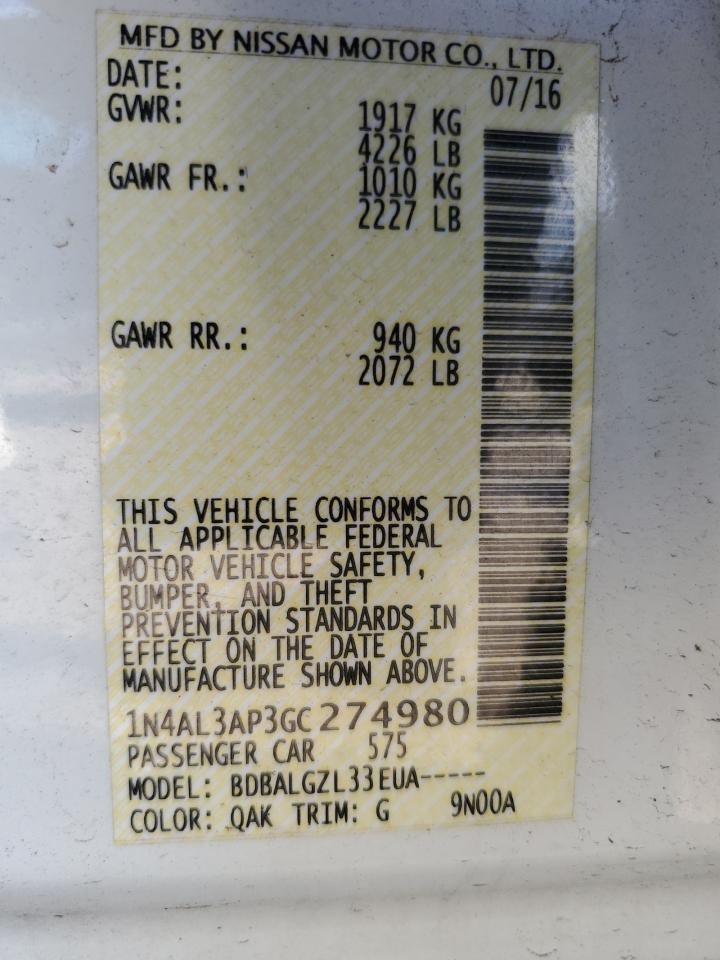 MFD BY NISSAN MOTOR CO., LTD.
DATE: 07/16
GVWR: 1917 KG
4226 LB
GAWR FR.: 1010 KG
2227 LB
GAWR RR.: 940 KG
2072 LB
THIS VEHICLE CONFORMS TO
ALL APPLICABLE FEDERAL
MOTOR VEHICLE SAFETY,
BUMPER, AND THEFT
PREVENTION STANDARDS IN
EFFECT ON THE DATE OF
MANUFACTURE SHOWN ABOVE.
1N4AL3AP3GC274980
PASSENGER CAR 575
MODEL: BDBALGZL33EUA-----
COLOR: QAK TRIM: G 9N00A